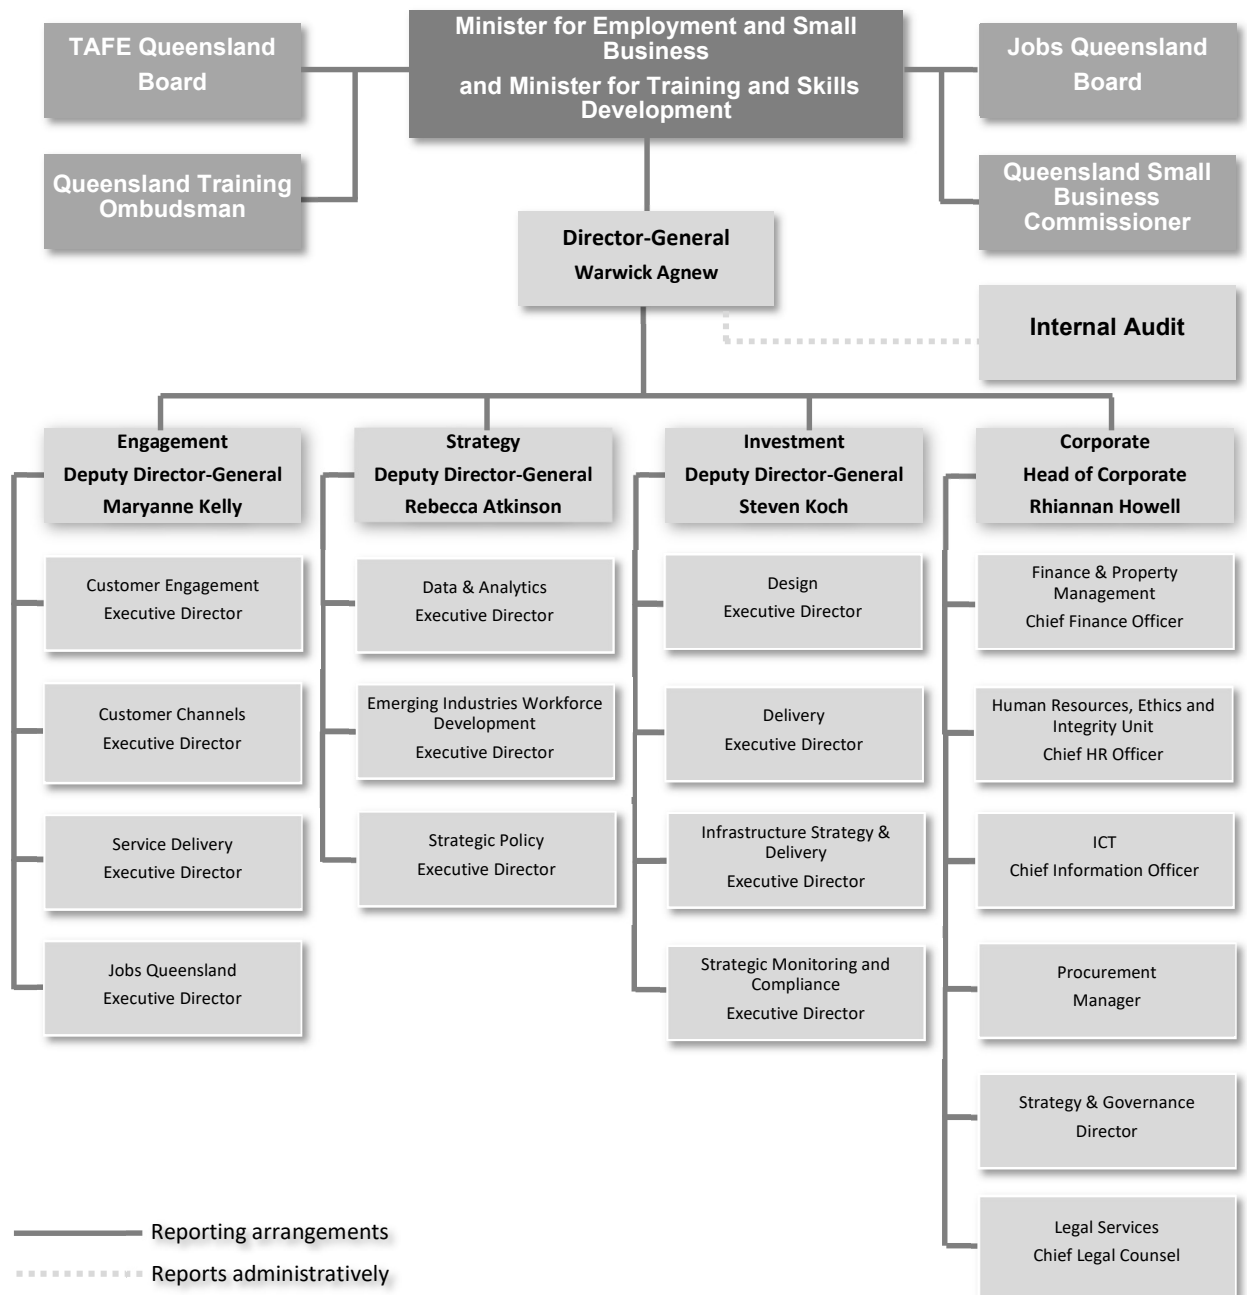 TAFE Queensland
Board
Minister for Employment and Small
Business
and Minister for Training and Skills
Development
Jobs Queensland
Board
Queensland Training
Ombudsman
Queensland Small
Business
Commissioner
Director-General
Warwick Agnew
Internal Audit
Engagement
Deputy Director-General
Maryanne Kelly
Customer Engagement
Executive Director
Customer Channels
Executive Director
Service Delivery
Executive Director
Jobs Queensland
Executive Director
Strategy
Deputy Director-General
Rebecca Atkinson
Data & Analytics
Executive Director
Emerging Industries Workforce
Development
Executive Director
Strategic Policy
Executive Director
Investment
Deputy Director-General
Steven Koch
Design
Executive Director
Delivery
Executive Director
Infrastructure Strategy &
Delivery
Executive Director
Strategic Monitoring and
Compliance
Executive Director
Corporate
Head of Corporate
Rhiannan Howell
Finance & Property
Management
Chief Finance Officer
Human Resources, Ethics and
Integrity Unit
Chief HR Officer
ICT
Chief Information Officer
Procurement
Manager
Strategy & Governance
Director
Legal Services
Chief Legal Counsel
Reporting arrangements
Reports administratively